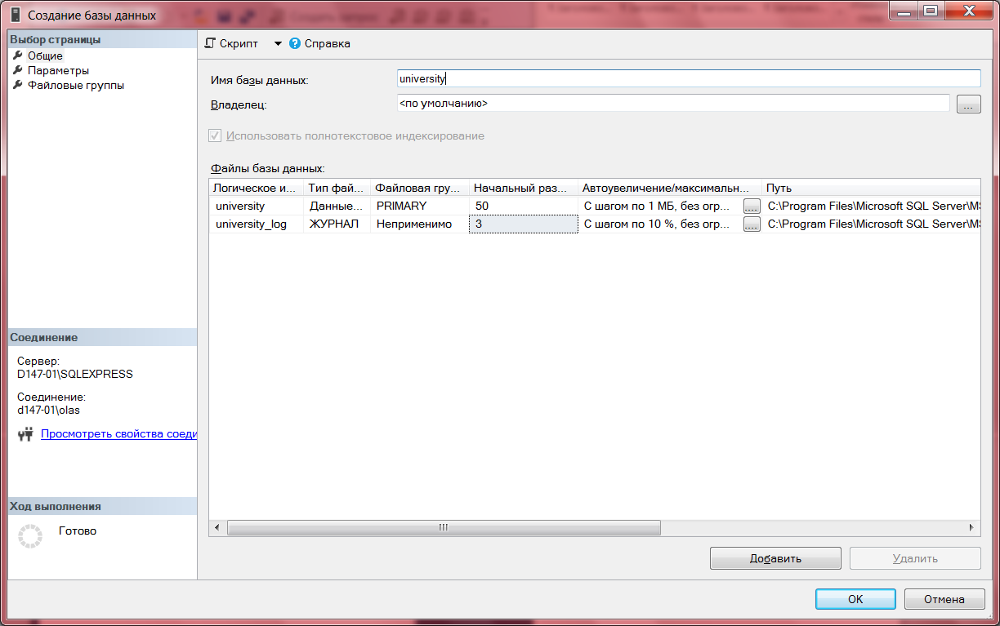 Создание базы данных
Выбор страницы
Общие
Параметры
Файловые группы
Соединение
Сервер:
D147-01\SQLEXPRESS
Соединение:
d147-01\olas
Просмотреть свойства соеди
Ход выполнения
Готово
Скрипт
Справка
Имя базы данных:
university
Владелец:
<по умолчанию>
...
Использовать полнотекстовое индексирование
Файлы базы данных:
Логическое и... Тип фай... Файловая гру... Начальный раз... Автоувеличение/максимальн... Путь
university Данные... PRIMARY 50 С шагом по 1 МБ, без огр... ... C:\Program Files\Microsoft SQL Server\MS
university_log ЖУРНАЛ Неприменимо 3 С шагом по 10 %, без огр... ... C:\Program Files\Microsoft SQL Server\MS
Добавить
Удалить
OK
Отмена